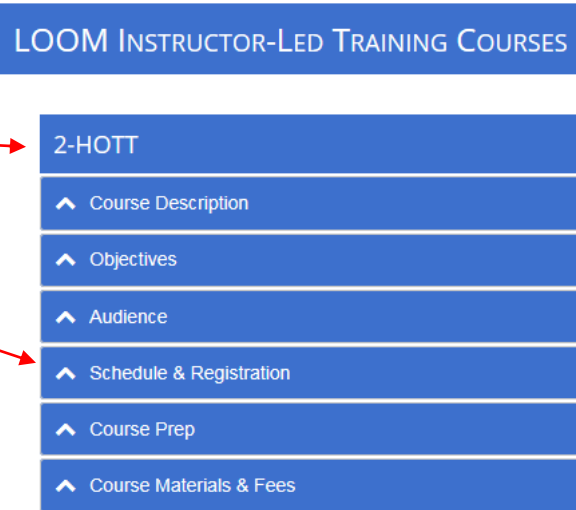 LOOM INSTRUCTOR-LED TRAINING COURSES
2-HOTT
Course Description
Objectives
Audience
Schedule & Registration
Course Prep
Course Materials & Fees